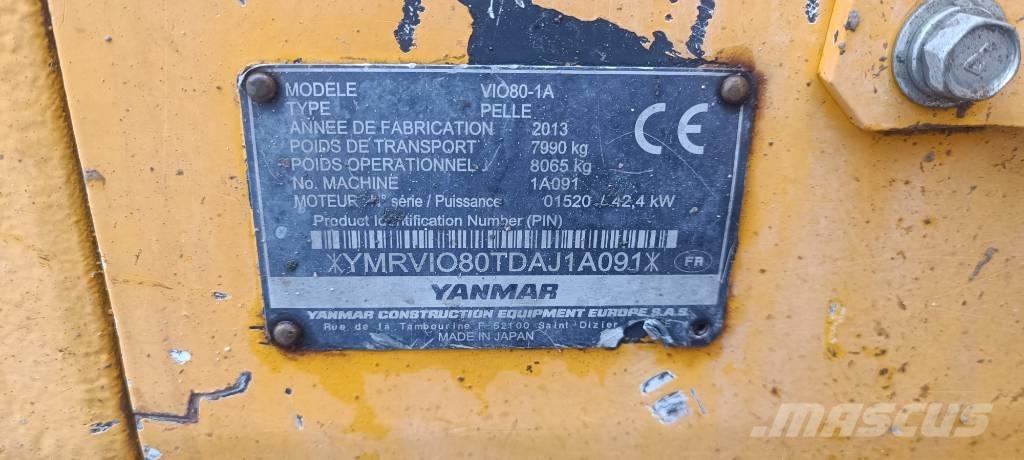 MODELE VIO80-1A
TYPE PELLE
ANNEE DE FABRICATION 2013
POIDS DE TRANSPORT 7990 kg
POIDS OPERATIONNEL 8065 kg
No. MACHINE 1A091
MOTEUR série / Puissance 01520 / 42,4 kW
Product Identification Number (PIN)
*YMRVIO80TDAJ1A091*
FR
CE
YANMAR
YANMAR CONSTRUCTION EQUIPMENT EUROPE S.A.S.
Rue de la Tambourine F-52100 Saint-Dizier
MADE IN JAPAN
MASCUS